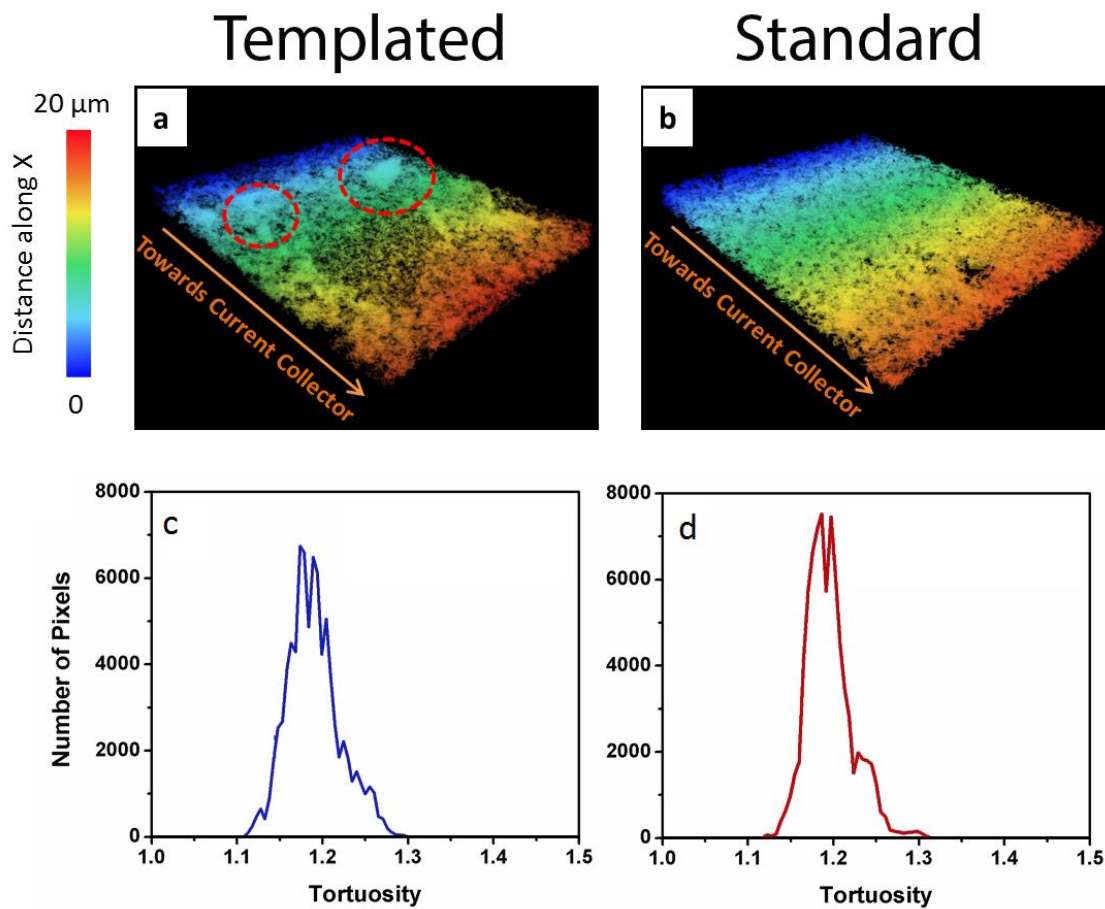 Templated
Standard
20 μm
Distance along X
0
a
Towards Current Collector
b
Towards Current Collector
8000
6000
4000
2000
0
Number of Pixels
c
1.0 1.1 1.2 1.3 1.4 1.5
Tortuosity
8000
6000
4000
2000
0
d
1.0 1.1 1.2 1.3 1.4 1.5
Tortuosity